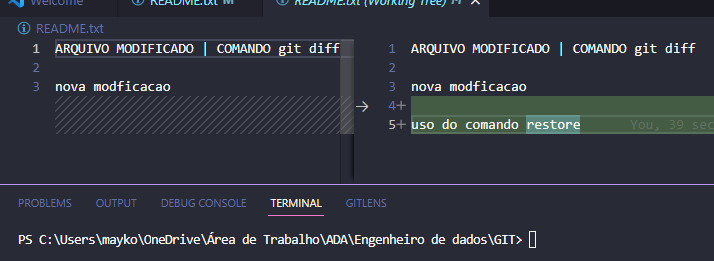 Welcome README.txt M README.txt (Working Tree) M
README.txt
1 ARQUIVO MODIFICADO | COMANDO git diff
2
3 nova modficacao
1 ARQUIVO MODIFICADO | COMANDO git diff
2
3 nova modficacao
4+
5+ uso do comando restore You, 39 sec
PROBLEMS OUTPUT DEBUG CONSOLE TERMINAL GITLENS
PS C:\Users\mayko\OneDrive\Área de Trabalho\ADA\Engenheiro de dados\GIT>